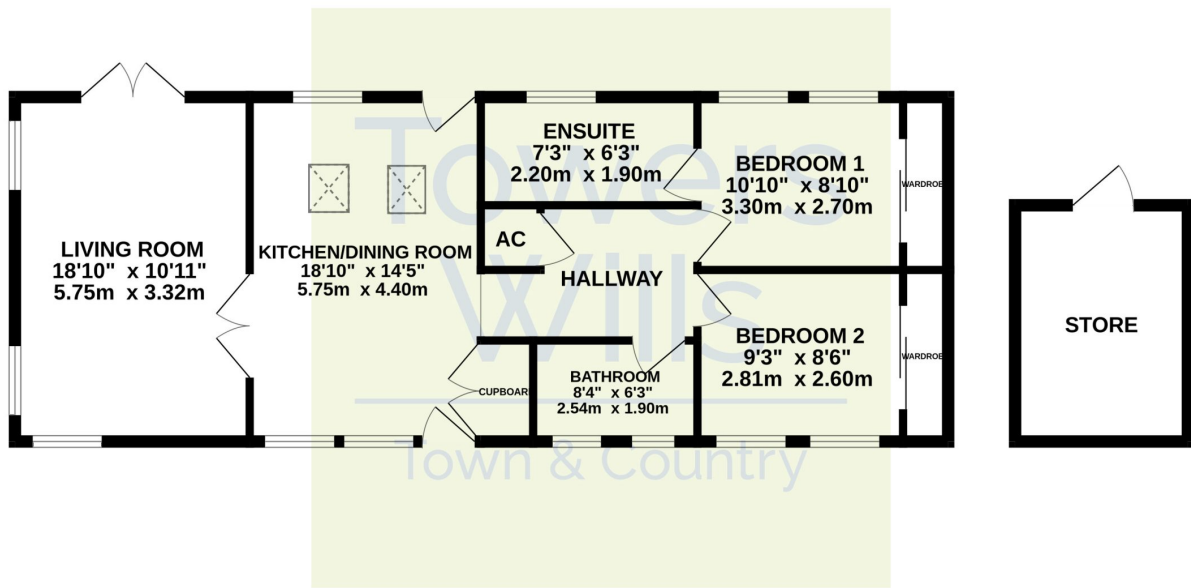 Towers
Wills
Town & Country
LIVING ROOM
18'10" x 10'11"
5.75m x 3.32m
KITCHEN/DINING ROOM
18'10" x 14'5"
5.75m x 4.40m
ENSUITE
7'3" x 6'3"
2.20m x 1.90m
AC
HALLWAY
CUPBOARD
BATHROOM
8'4" x 6'3"
2.54m x 1.90m
BEDROOM 1
10'10" x 8'10"
3.30m x 2.70m
WARDROBE
BEDROOM 2
9'3" x 8'6"
2.81m x 2.60m
WARDROBE
STORE